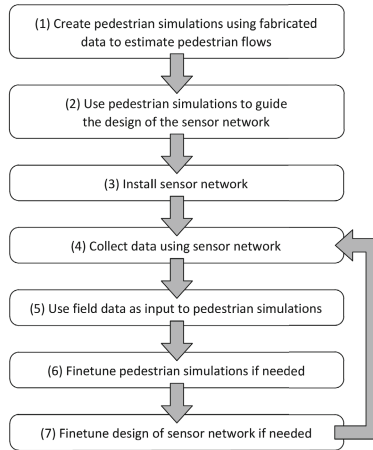 (1) Create pedestrian simulations using fabricated
data to estimate pedestrian flows
(2) Use pedestrian simulations to guide
the design of the sensor network
(3) Install sensor network
(4) Collect data using sensor network
(5) Use field data as input to pedestrian simulations
(6) Finetune pedestrian simulations if needed
(7) Finetune design of sensor network if needed